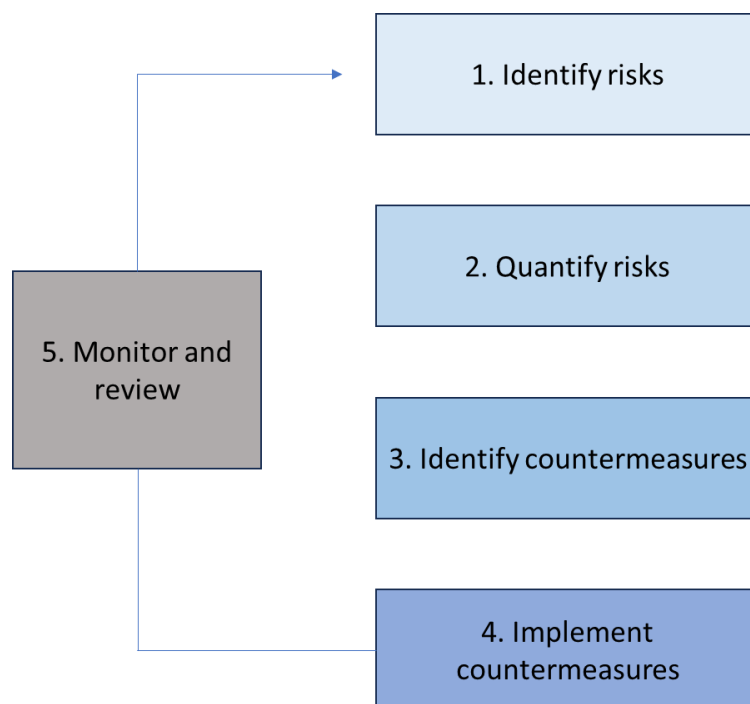 1. Identify risks
2. Quantify risks
3. Identify countermeasures
4. Implement
countermeasures
5. Monitor and
review